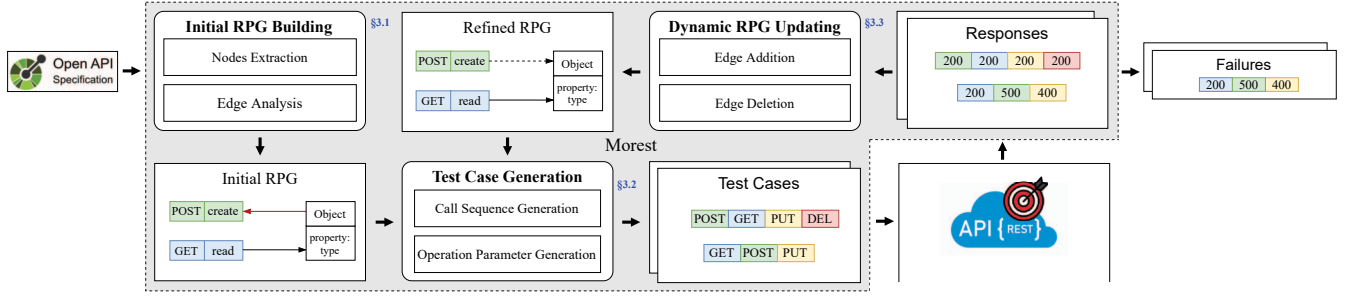 Open API
Specification
Initial RPG Building
§3.1
Nodes Extraction
Edge Analysis
Refined RPG
POST create
Object
property:
type
GET read
Dynamic RPG Updating
§3.3
Edge Addition
Edge Deletion
Responses
200 200 200 200
200 500 400
Failures
200 500 400
Morest
Initial RPG
POST create
Object
property:
type
GET read
Test Case Generation
§3.2
Call Sequence Generation
Operation Parameter Generation
Test Cases
POST GET PUT DEL
GET POST PUT
API { REST }